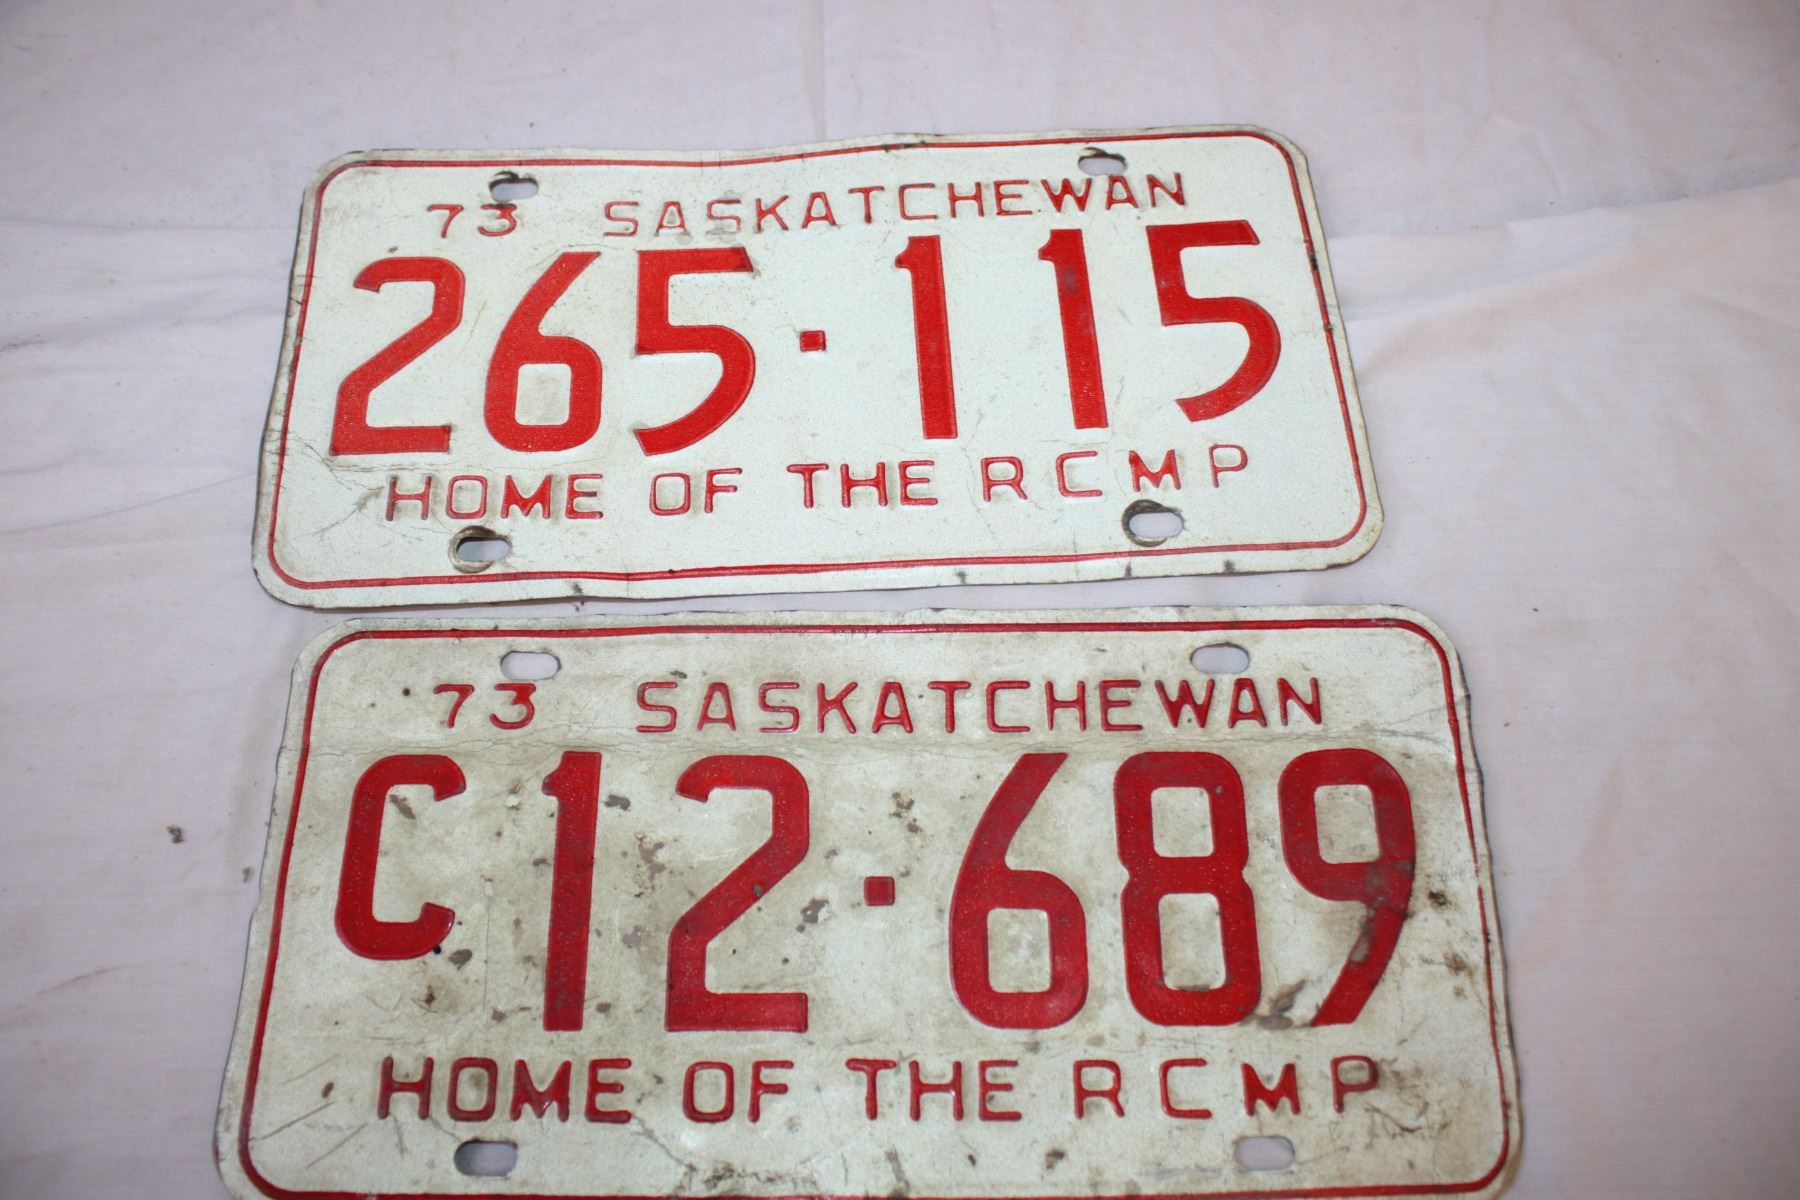 73 SASKATCHEWAN
265·115
HOME OF THE RCMP
73 SASKATCHEWAN
C12·689
HOME OF THE RCMP